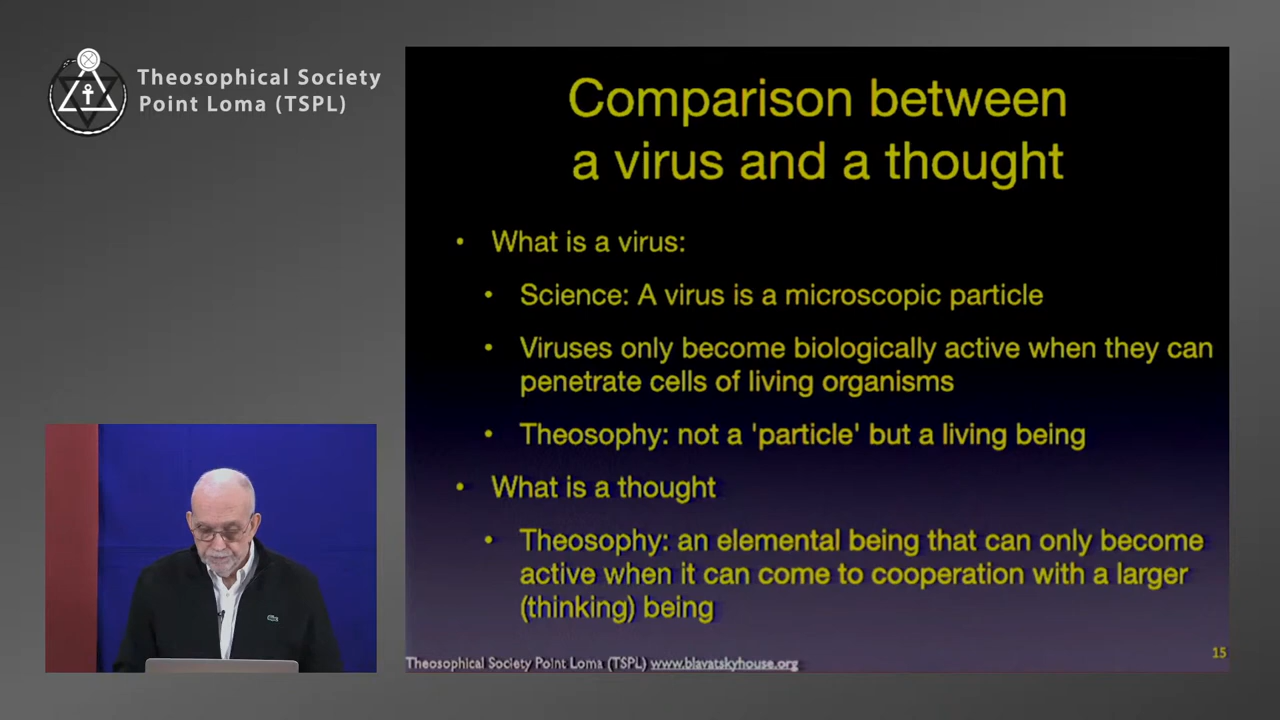 Theosophical Society
Point Loma (TSPL)
Comparison between
a virus and a thought
• What is a virus:
• Science: A virus is a microscopic particle
• Viruses only become biologically active when they can
penetrate cells of living organisms
• Theosophy: not a 'particle' but a living being
• What is a thought
• Theosophy: an elemental being that can only become
active when it can come to cooperation with a larger
(thinking) being
Theosophical Society Point Loma (TSPL) www.blavatskyhouse.org
15